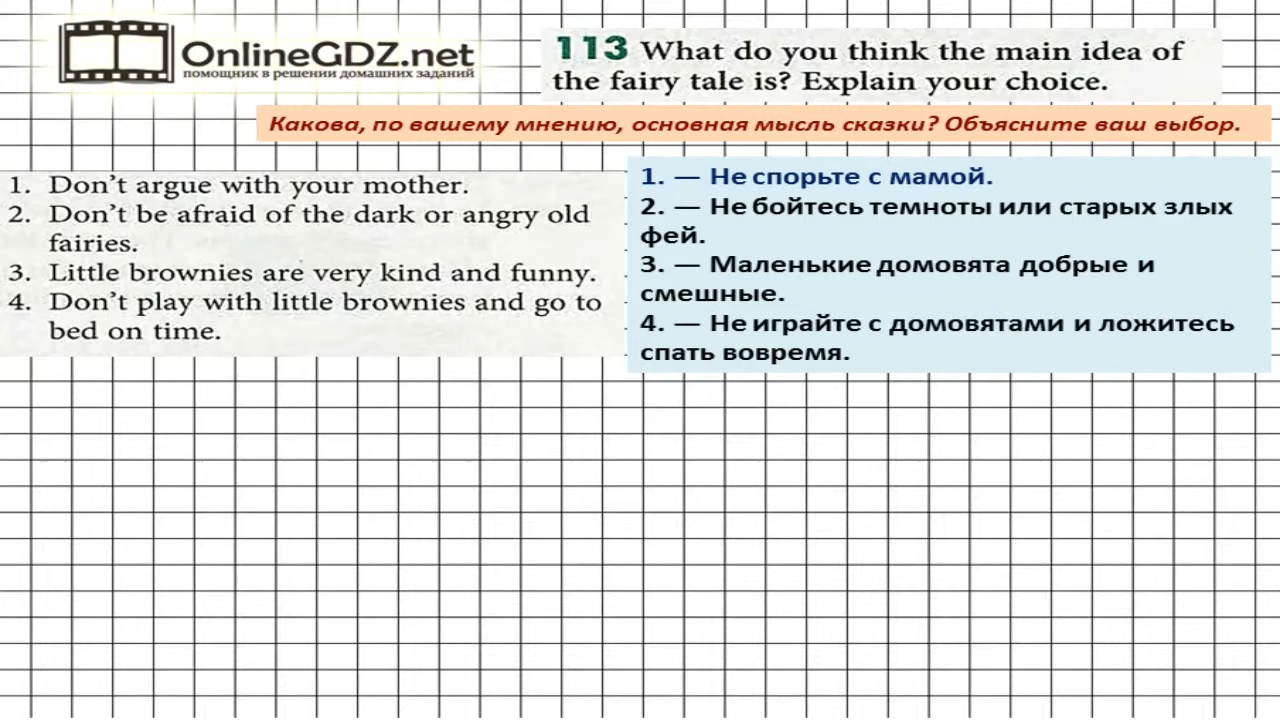 OnlineGDZ.net
помощник в решении домашних заданий
113 What do you think the main idea of
the fairy tale is? Explain your choice.
Какова, по вашему мнению, основная мысль сказки? Объясните ваш выбор.
1. Don't argue with your mother.
2. Don't be afraid of the dark or angry old
fairies.
3. Little brownies are very kind and funny.
4. Don't play with little brownies and go to
bed on time.
1. — Не спорьте с мамой.
2. — Не бойтесь темноты или старых злых
фей.
3. — Маленькие домовята добрые и
смешные.
4. — Не играйте с домовятами и ложитесь
спать вовремя.